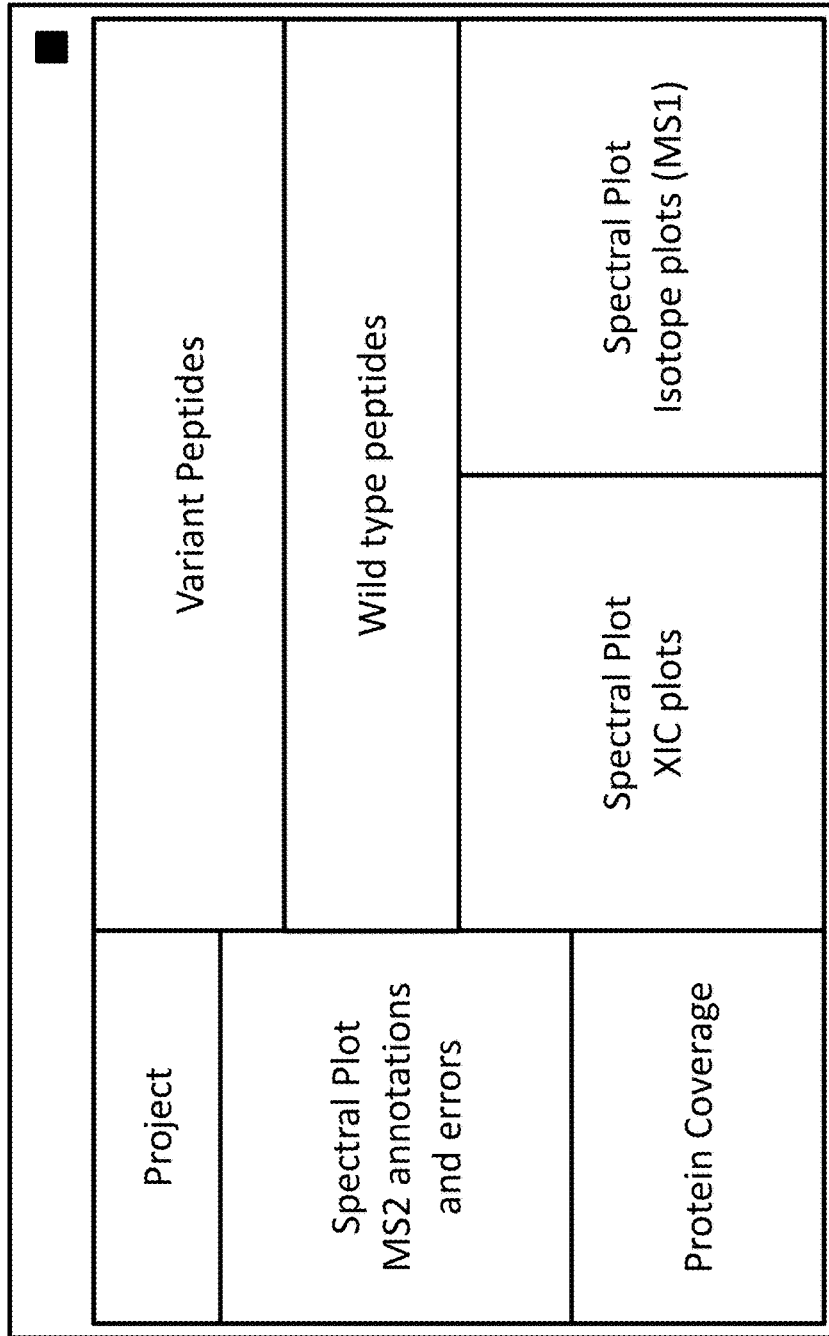 Project
Spectral Plot
MS2 annotations
and errors
Protein Coverage
Variant Peptides
Wild type peptides
Spectral Plot
XIC plots
Spectral Plot
Isotope plots (MS1)